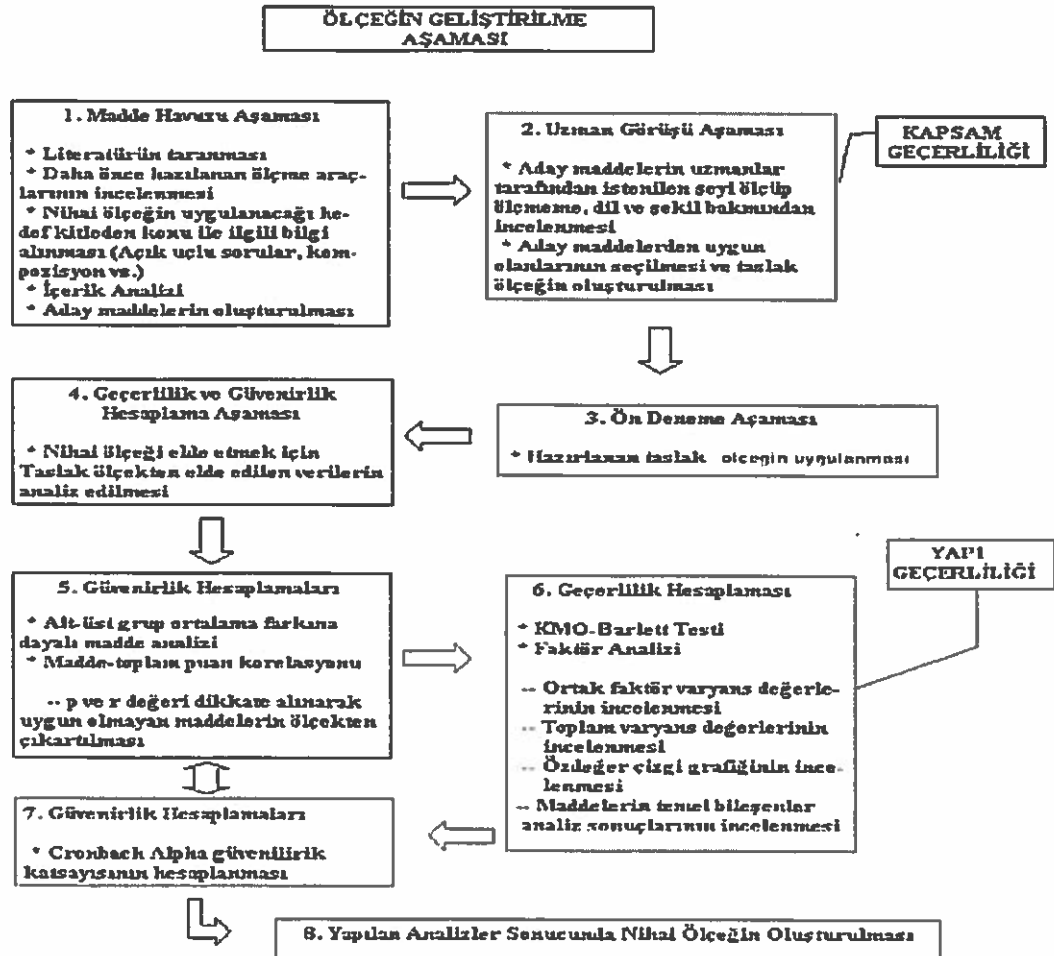 ÖLÇEĞİN GELİŞTİRİLME
AŞAMASI
1. Madde Havuzu Aşaması
* Literatürün taranması
* Daha önce hazılanan ölçme araç-
larının incelenmesi
* Nihai ölçeğin uygulanacağı he-
def kitleden konu ile ilgili bilgi
alınması (Açık uçlu sorular, kom-
pozisyon vs.)
* İçerik Analizi
* Aday maddelerin oluşturulması
2. Uzman Görüşü Aşaması
* Aday maddelerin uzmanlar
tarafından istenilen şeyi ölçüp
ölçmeme, dil ve şekil bakmından
incelenmesi
* Aday maddelerden uygun
olanlarının seçilmesi ve taslak
ölçeğin oluşturulması
KAPSAM
GEÇERLİLİĞİ
3. Ön Deneme Aşaması
* Hazırlanan taslak ölçeğin uygulanması
4. Geçerlilik ve Güvenirlik
Hesaplama Aşaması
* Nihai ölçeği elde etmek için
Taslak ölçekten elde edilen verilerin
analiz edilmesi
5. Güvenirlik Hesaplamaları
* Alt-üst grup ortalama farkına
dayalı madde analizi
* Madde-toplam puan korelasyonu
-- p ve r değeri dikkate alınarak
uygun olmayan maddelerin ölçekten
çıkartılması
6. Geçerlilik Hesaplaması
* KMO-Barlett Testi
* Faktör Analizi
-- Ortak faktör varyans değerle-
rinin incelenmesi
-- Toplam varyans değerlerinin
incelenmesi
-- Özdeğer çizgi grafiğinin ince-
lenmesi
-- Maddelerin temel bileşenler
analiz sonuçlarının incelenmesi
YAPI
GEÇERLİLİĞİ
7. Güvenirlik Hesaplamaları
* Cronbach Alpha güvenilirik
katsayısının hesaplanması
8. Yapılan Analizler Sonucunda Nihai Ölçeğin Oluşturulması